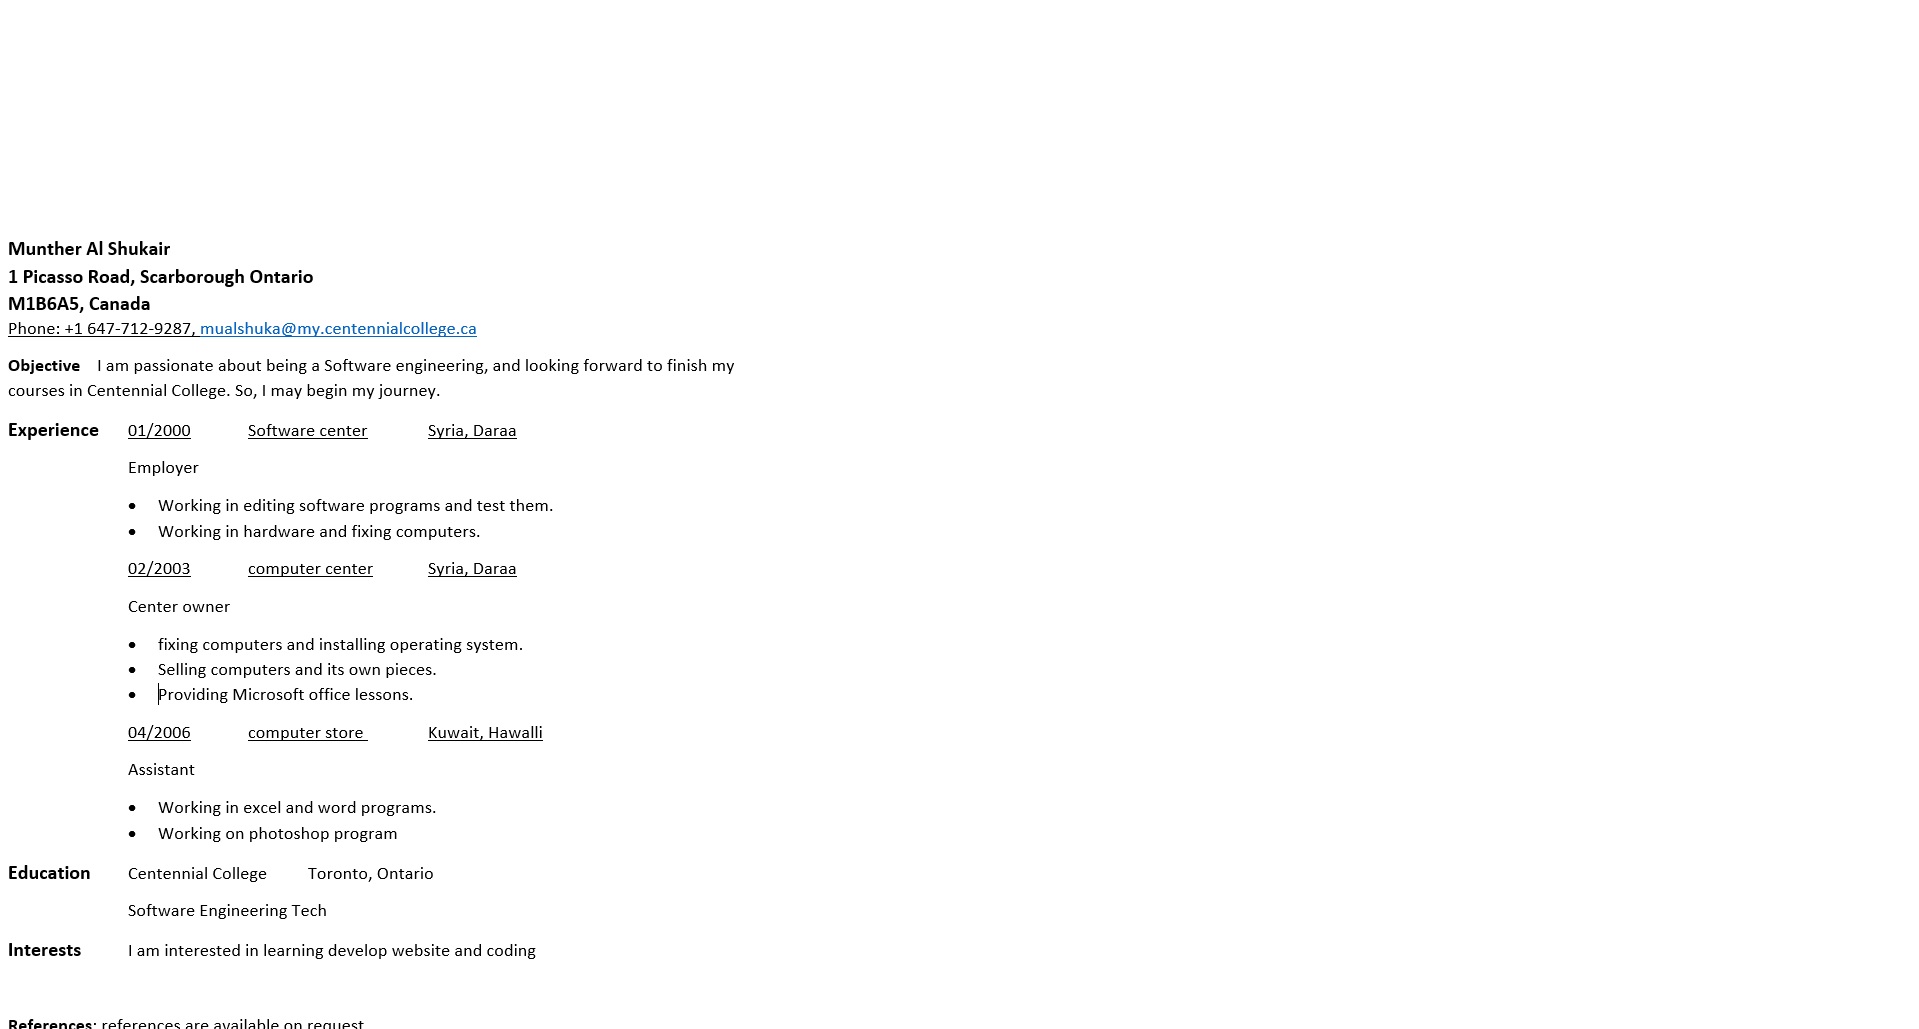 Munther Al Shukair
1 Picasso Road, Scarborough Ontario
M1B6A5, Canada
Phone: +1 647-712-9287, mualshuka@my.centennialcollege.ca
Objective I am passionate about being a Software engineering, and looking forward to finish my
courses in Centennial College. So, I may begin my journey.
Experience 01/2000 Software center Syria, Daraa
Employer
• Working in editing software programs and test them.
• Working in hardware and fixing computers.
02/2003 computer center Syria, Daraa
Center owner
• fixing computers and installing operating system.
• Selling computers and its own pieces.
• Providing Microsoft office lessons.
04/2006 computer store Kuwait, Hawalli
Assistant
• Working in excel and word programs.
• Working on photoshop program
Education Centennial College Toronto, Ontario
Software Engineering Tech
Interests I am interested in learning develop website and coding
References: references are available on request